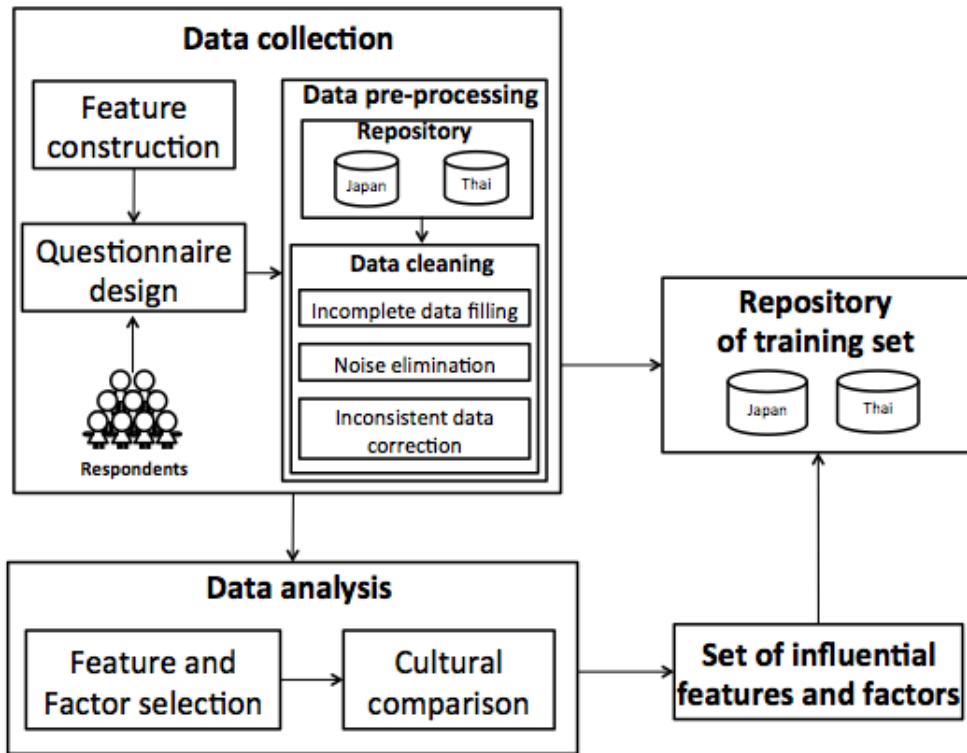 Data collection
Feature
construction
Questionnaire
design
Respondents
Data pre-processing
Repository
Japan
Thai
Data cleaning
Incomplete data filling
Noise elimination
Inconsistent data
correction
Repository
of training set
Japan
Thai
Data analysis
Feature and
Factor selection
Cultural
comparison
Set of influential
features and factors